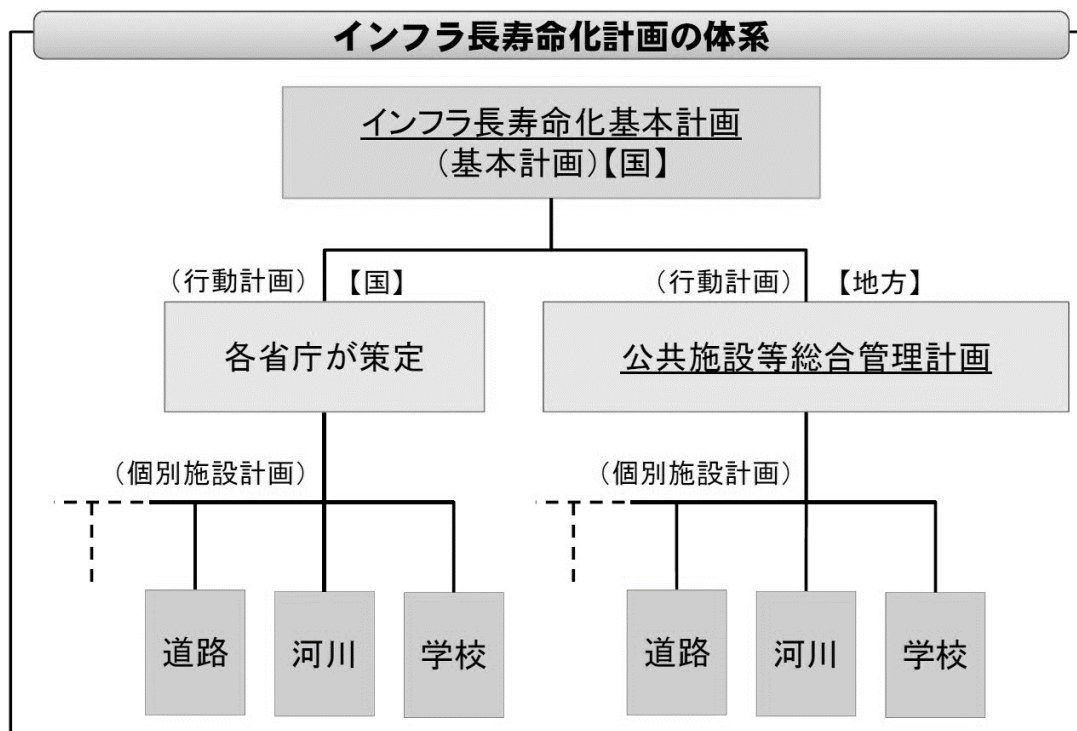 インフラ長寿命化計画の体系
インフラ長寿命化基本計画
(基本計画)【国】
(行動計画) 【国】
各省庁が策定
(行動計画) 【地方】
公共施設等総合管理計画
(個別施設計画)
道路
河川
学校
(個別施設計画)
道路
河川
学校